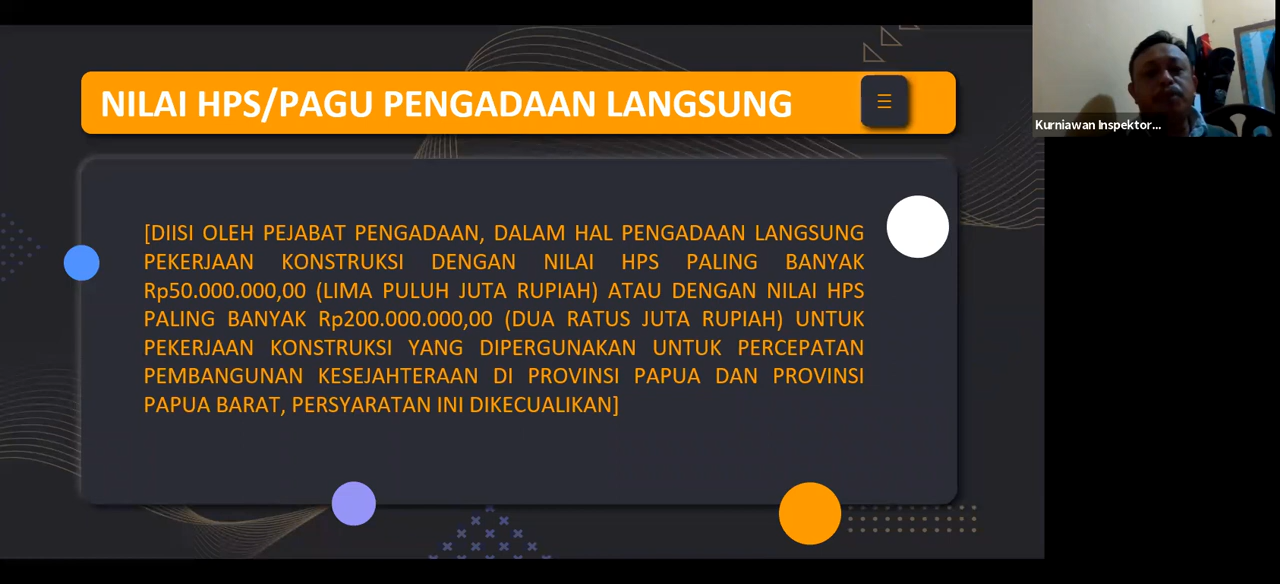 NILAI HPS/PAGU PENGADAAN LANGSUNG
[DIISI OLEH PEJABAT PENGADAAN, DALAM HAL PENGADAAN LANGSUNG
PEKERJAAN KONSTRUKSI DENGAN NILAI HPS PALING BANYAK
Rp50.000.000,00 (LIMA PULUH JUTA RUPIAH) ATAU DENGAN NILAI HPS
PALING BANYAK Rp200.000.000,00 (DUA RATUS JUTA RUPIAH) UNTUK
PEKERJAAN KONSTRUKSI YANG DIPERGUNAKAN UNTUK PERCEPATAN
PEMBANGUNAN KESEJAHTERAAN DI PROVINSI PAPUA DAN PROVINSI
PAPUA BARAT, PERSYARATAN INI DIKECUALIKAN]
Kurniawan Inspektor...